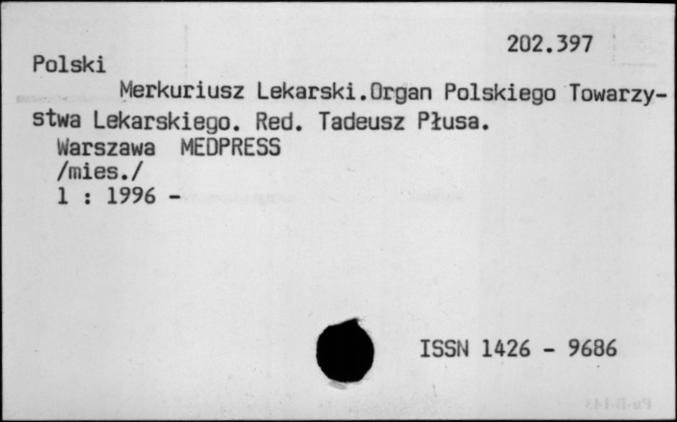 202.397
Polski
Merkuriusz Lekarski.Organ Polskiego Towarzy-
stwa Lekarskiego. Red. Tadeusz Płusa.
Warszawa MEDPRESS
/mies./
1 : 1996 -
ISSN 1426 - 9686